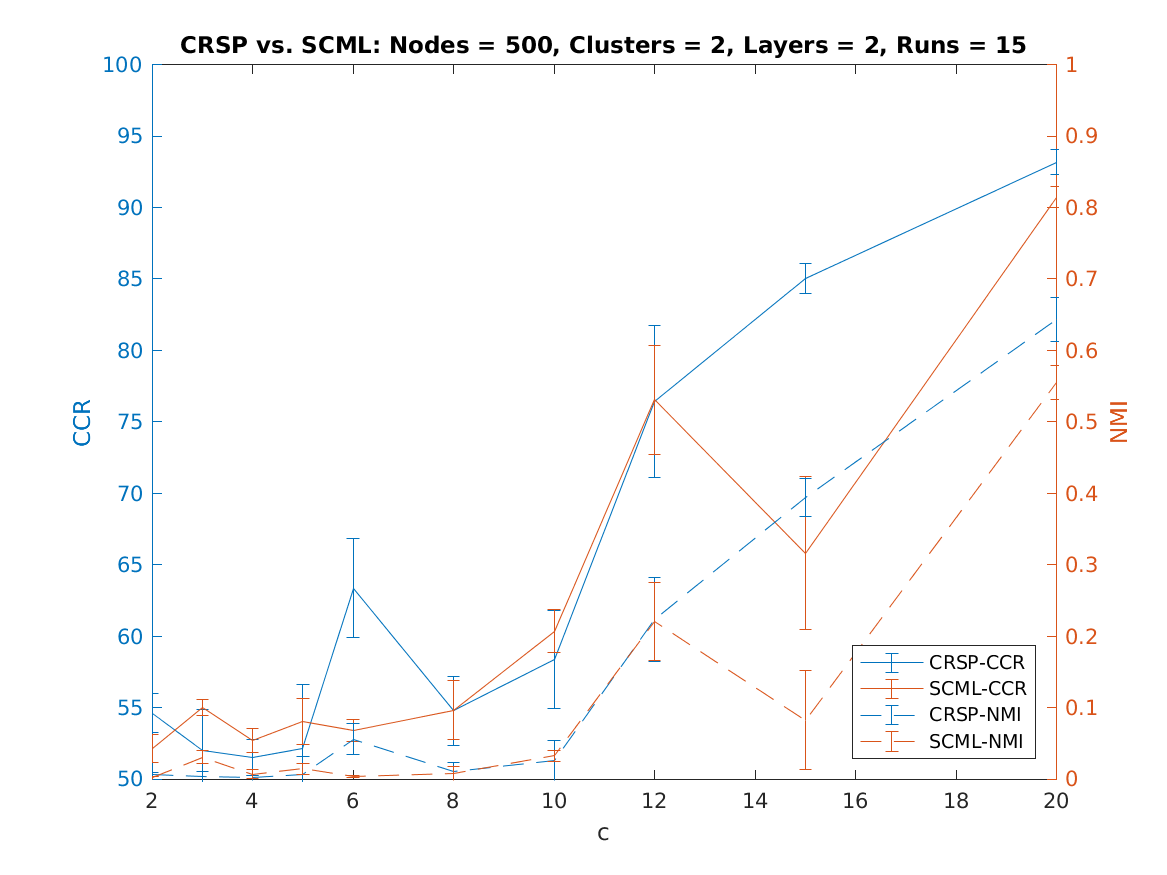 CRSP vs. SCML: Nodes = 500, Clusters = 2, Layers = 2, Runs = 15
100
95
90
85
80
75
70
65
60
55
50
CCR
1
0.9
0.8
0.7
0.6
0.5
0.4
0.3
0.2
0.1
0
NMI
CRSP-CCR
SCML-CCR
CRSP-NMI
SCML-NMI
2 4 6 8 10 12 14 16 18 20
c